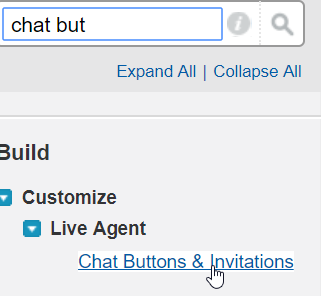 chat but
Expand All | Collapse All
Build
Customize
Live Agent
Chat Buttons & Invitations